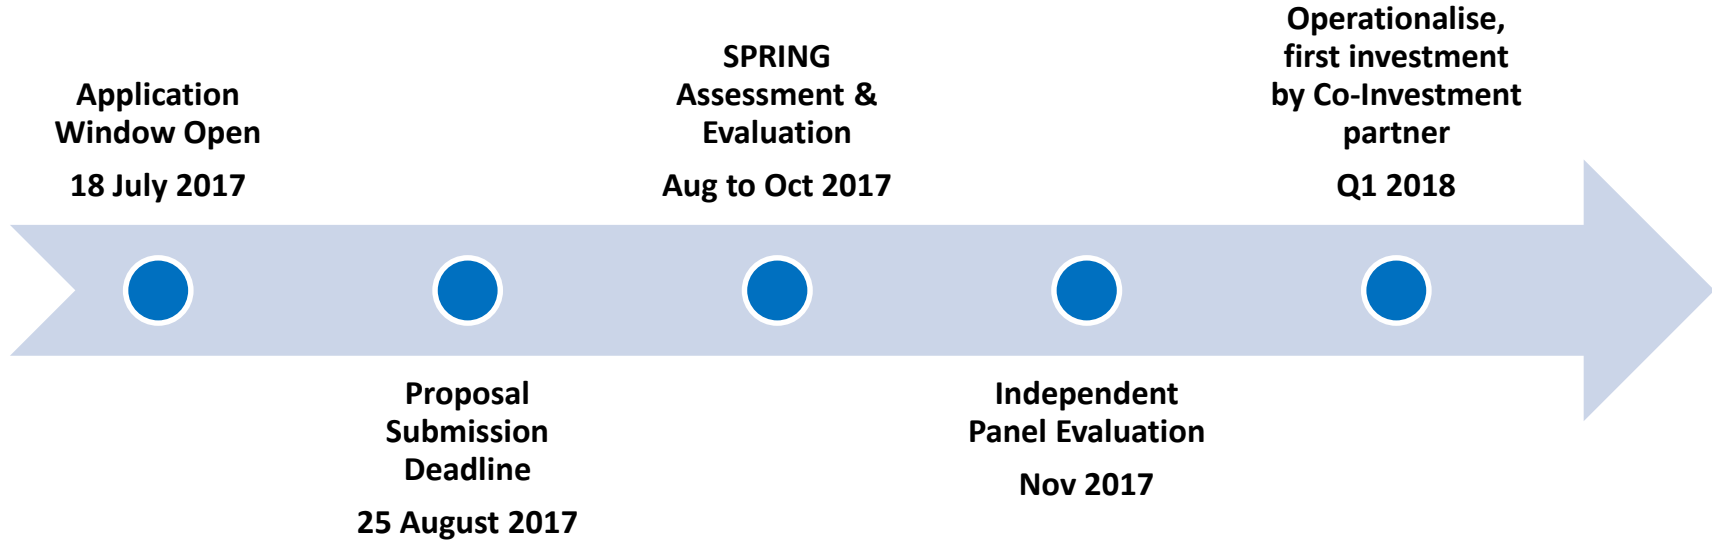 Application
Window Open
18 July 2017
Proposal
Submission
Deadline
25 August 2017
SPRING
Assessment &
Evaluation
Aug to Oct 2017
Independent
Panel Evaluation
Nov 2017
Operationalise,
first investment
by Co-Investment
partner
Q1 2018